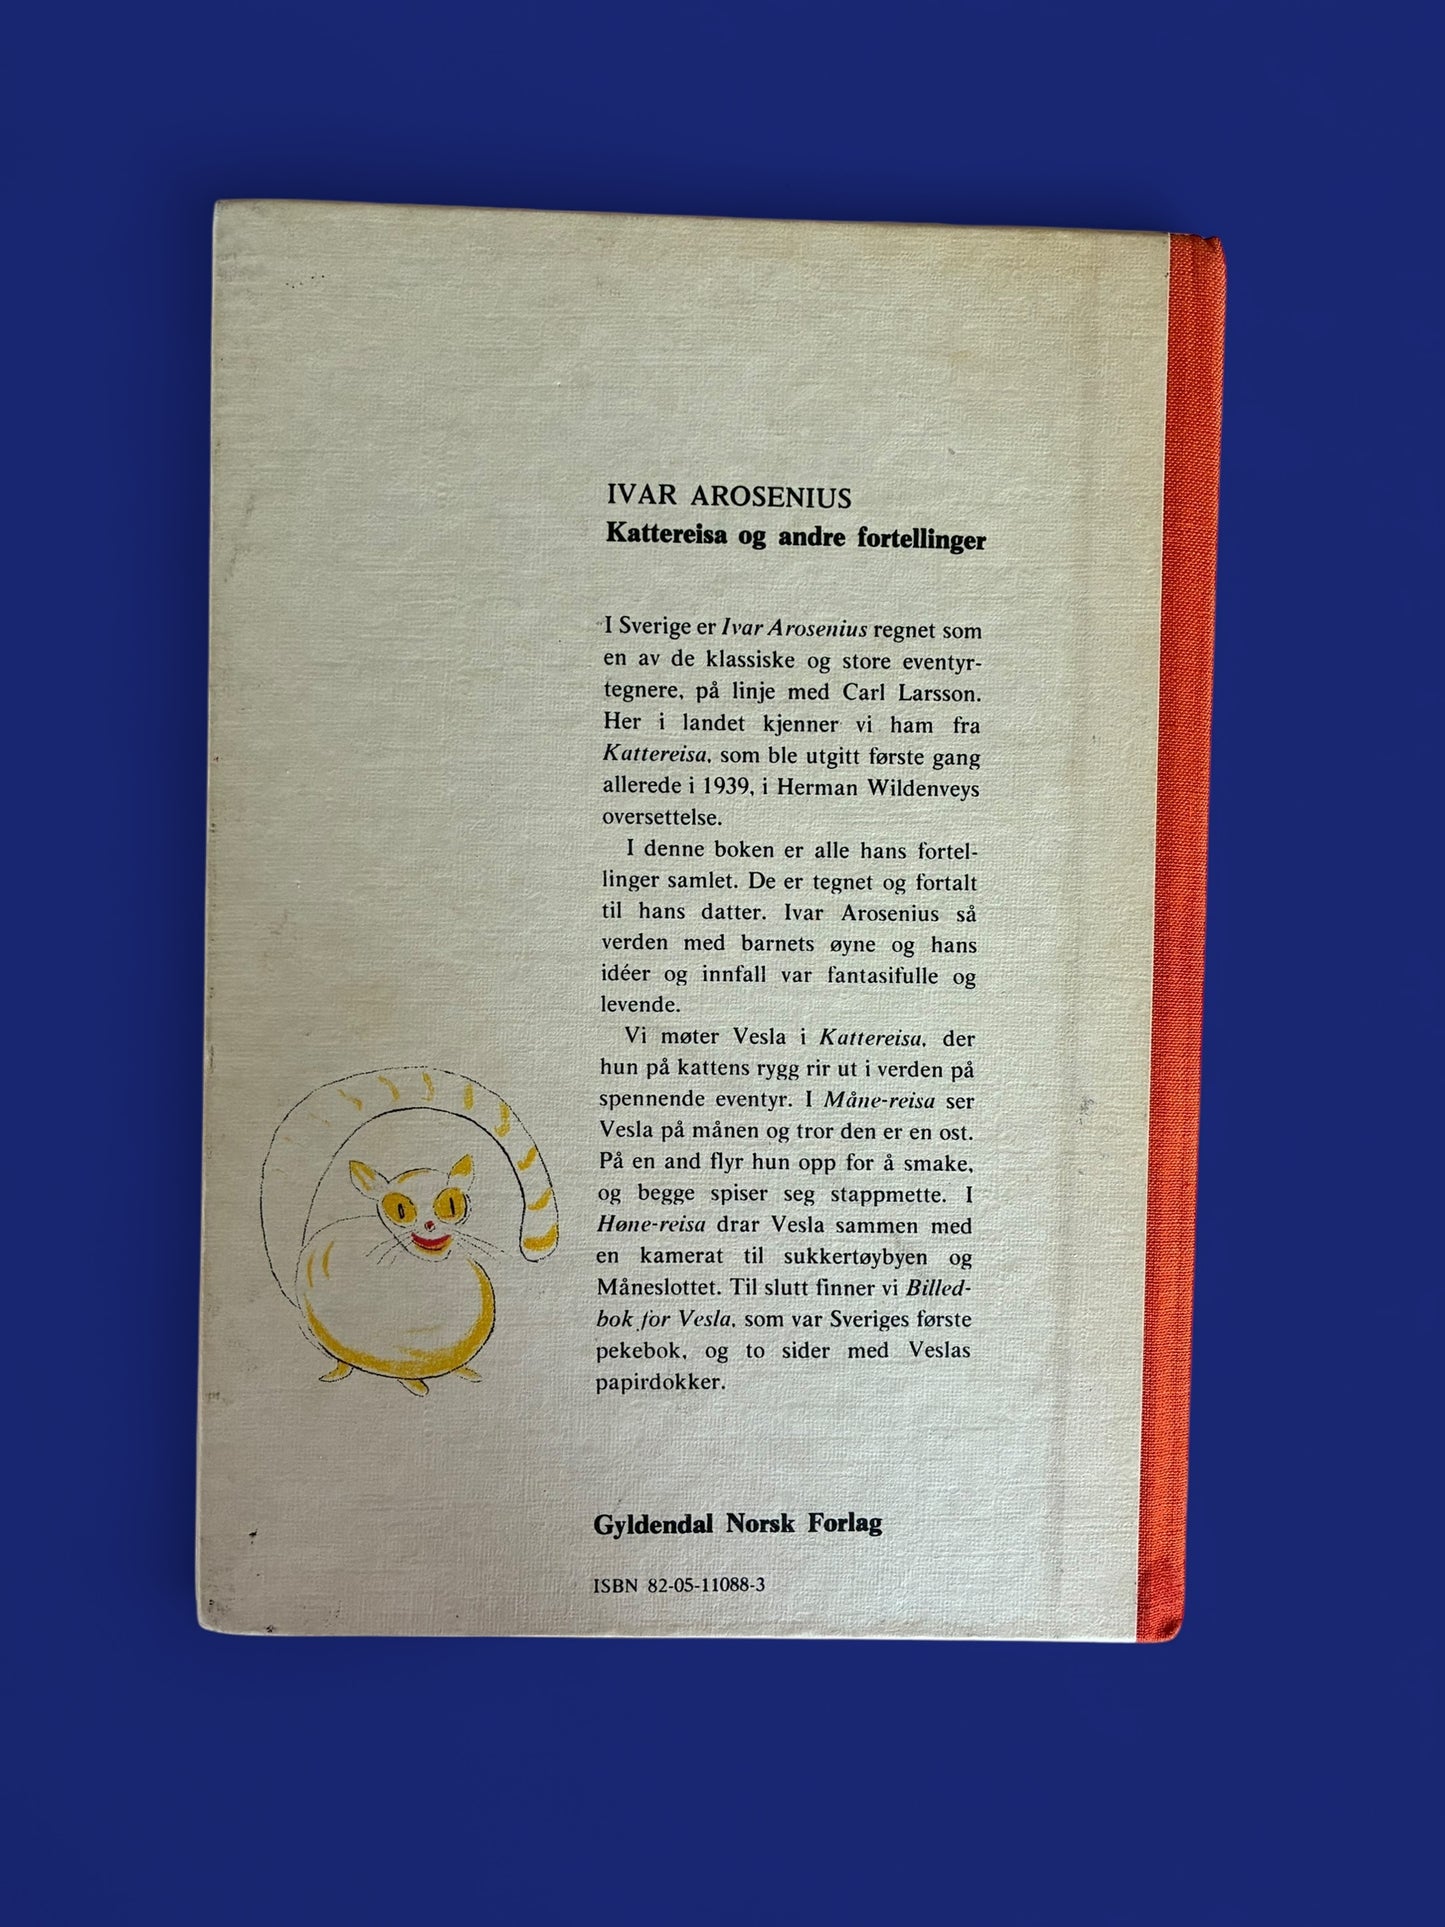 IVAR AROSENIUS
Kattereisa og andre fortellinger
I Sverige er Ivar Arosenius regnet som
en av de klassiske og store eventyr-
tegnere, på linje med Carl Larsson.
Her i landet kjenner vi ham fra
Kattereisa, som ble utgitt første gang
allerede i 1939, i Herman Wildenveys
oversettelse.
I denne boken er alle hans fortel-
linger samlet. De er tegnet og fortalt
til hans datter. Ivar Arosenius så
verden med barnets øyne og hans
idéer og innfall var fantasifulle og
levende.
Vi møter Vesla i Kattereisa, der
hun på kattens rygg rir ut i verden på
spennende eventyr. I Måne-reisa ser
Vesla på månen og tror den er en ost.
På en and flyr hun opp for å smake,
og begge spiser seg stappmette. I
Høne-reisa drar Vesla sammen med
en kamerat til sukkertøybyen og
Måneslottet. Til slutt finner vi Billed-
bok for Vesla, som var Sveriges første
pekebok, og to sider med Veslas
papirdokker.
Gyldendal Norsk Forlag
ISBN 82-05-11088-3